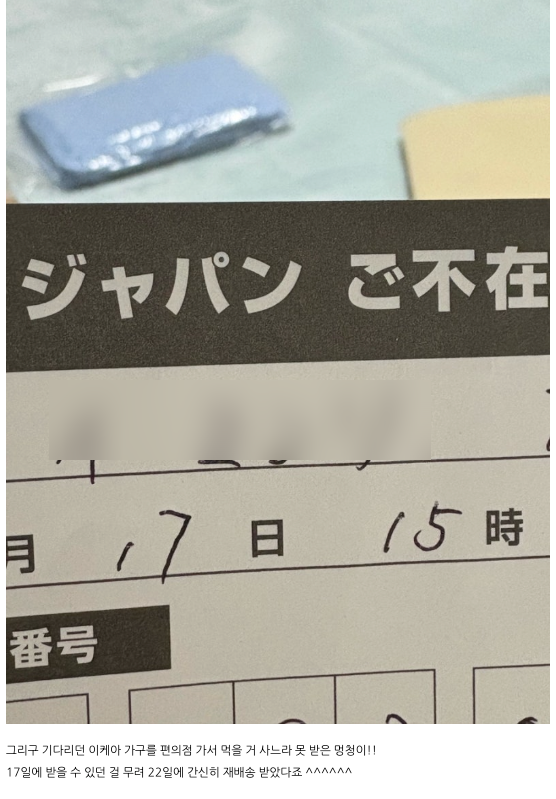 ジャパン ご不在
月 17 日 15 時
番号
그리구 기다리던 이케아 가구를 편의점 가서 먹을 거 사느라 못 받은 멍청이!!
17일에 받을 수 있던 걸 무려 22일에 간신히 재배송 받았다죠 ^^^^^^